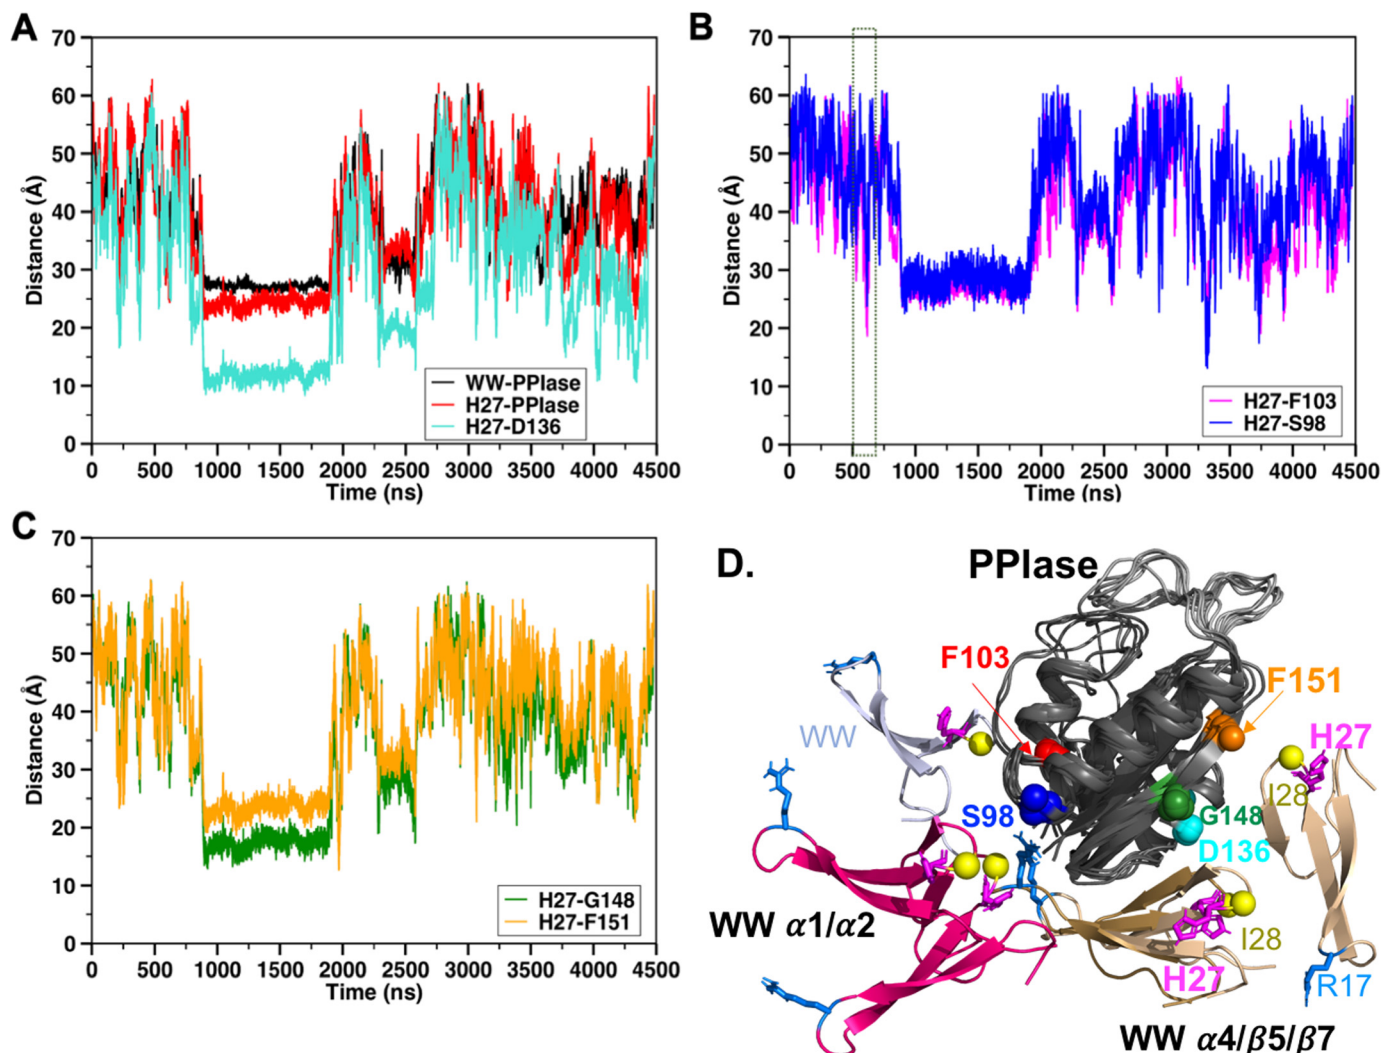 A
70
60
50
40
30
20
10
0
Distance (Å)
WW-PPIase
H27-PPIase
H27-D136
0 500 1000 1500 2000 2500 3000 3500 4000 4500
Time (ns)
B
70
60
50
40
30
20
10
0
Distance (Å)
H27-F103
H27-S98
0 500 1000 1500 2000 2500 3000 3500 4000 4500
Time (ns)
C
70
60
50
40
30
20
10
0
Distance (Å)
H27-G148
H27-F151
0 500 1000 1500 2000 2500 3000 3500 4000 4500
Time (ns)
D.
PPIase
F103
F151
WW
H27
I28
S98
G148
D136
WW α1/α2
I28
H27
R17
WW α4/β5/β7